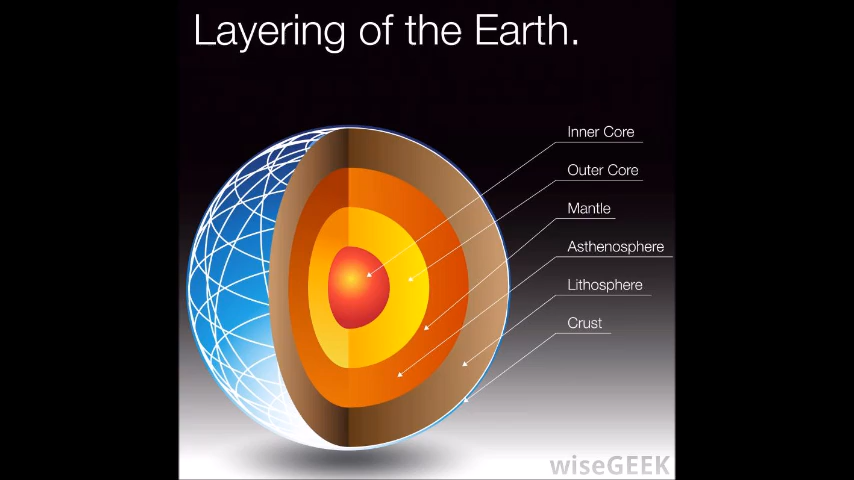 Layering of the Earth.
Inner Core
Outer Core
Mantle
Asthenosphere
Lithosphere
Crust
wiseGEEK